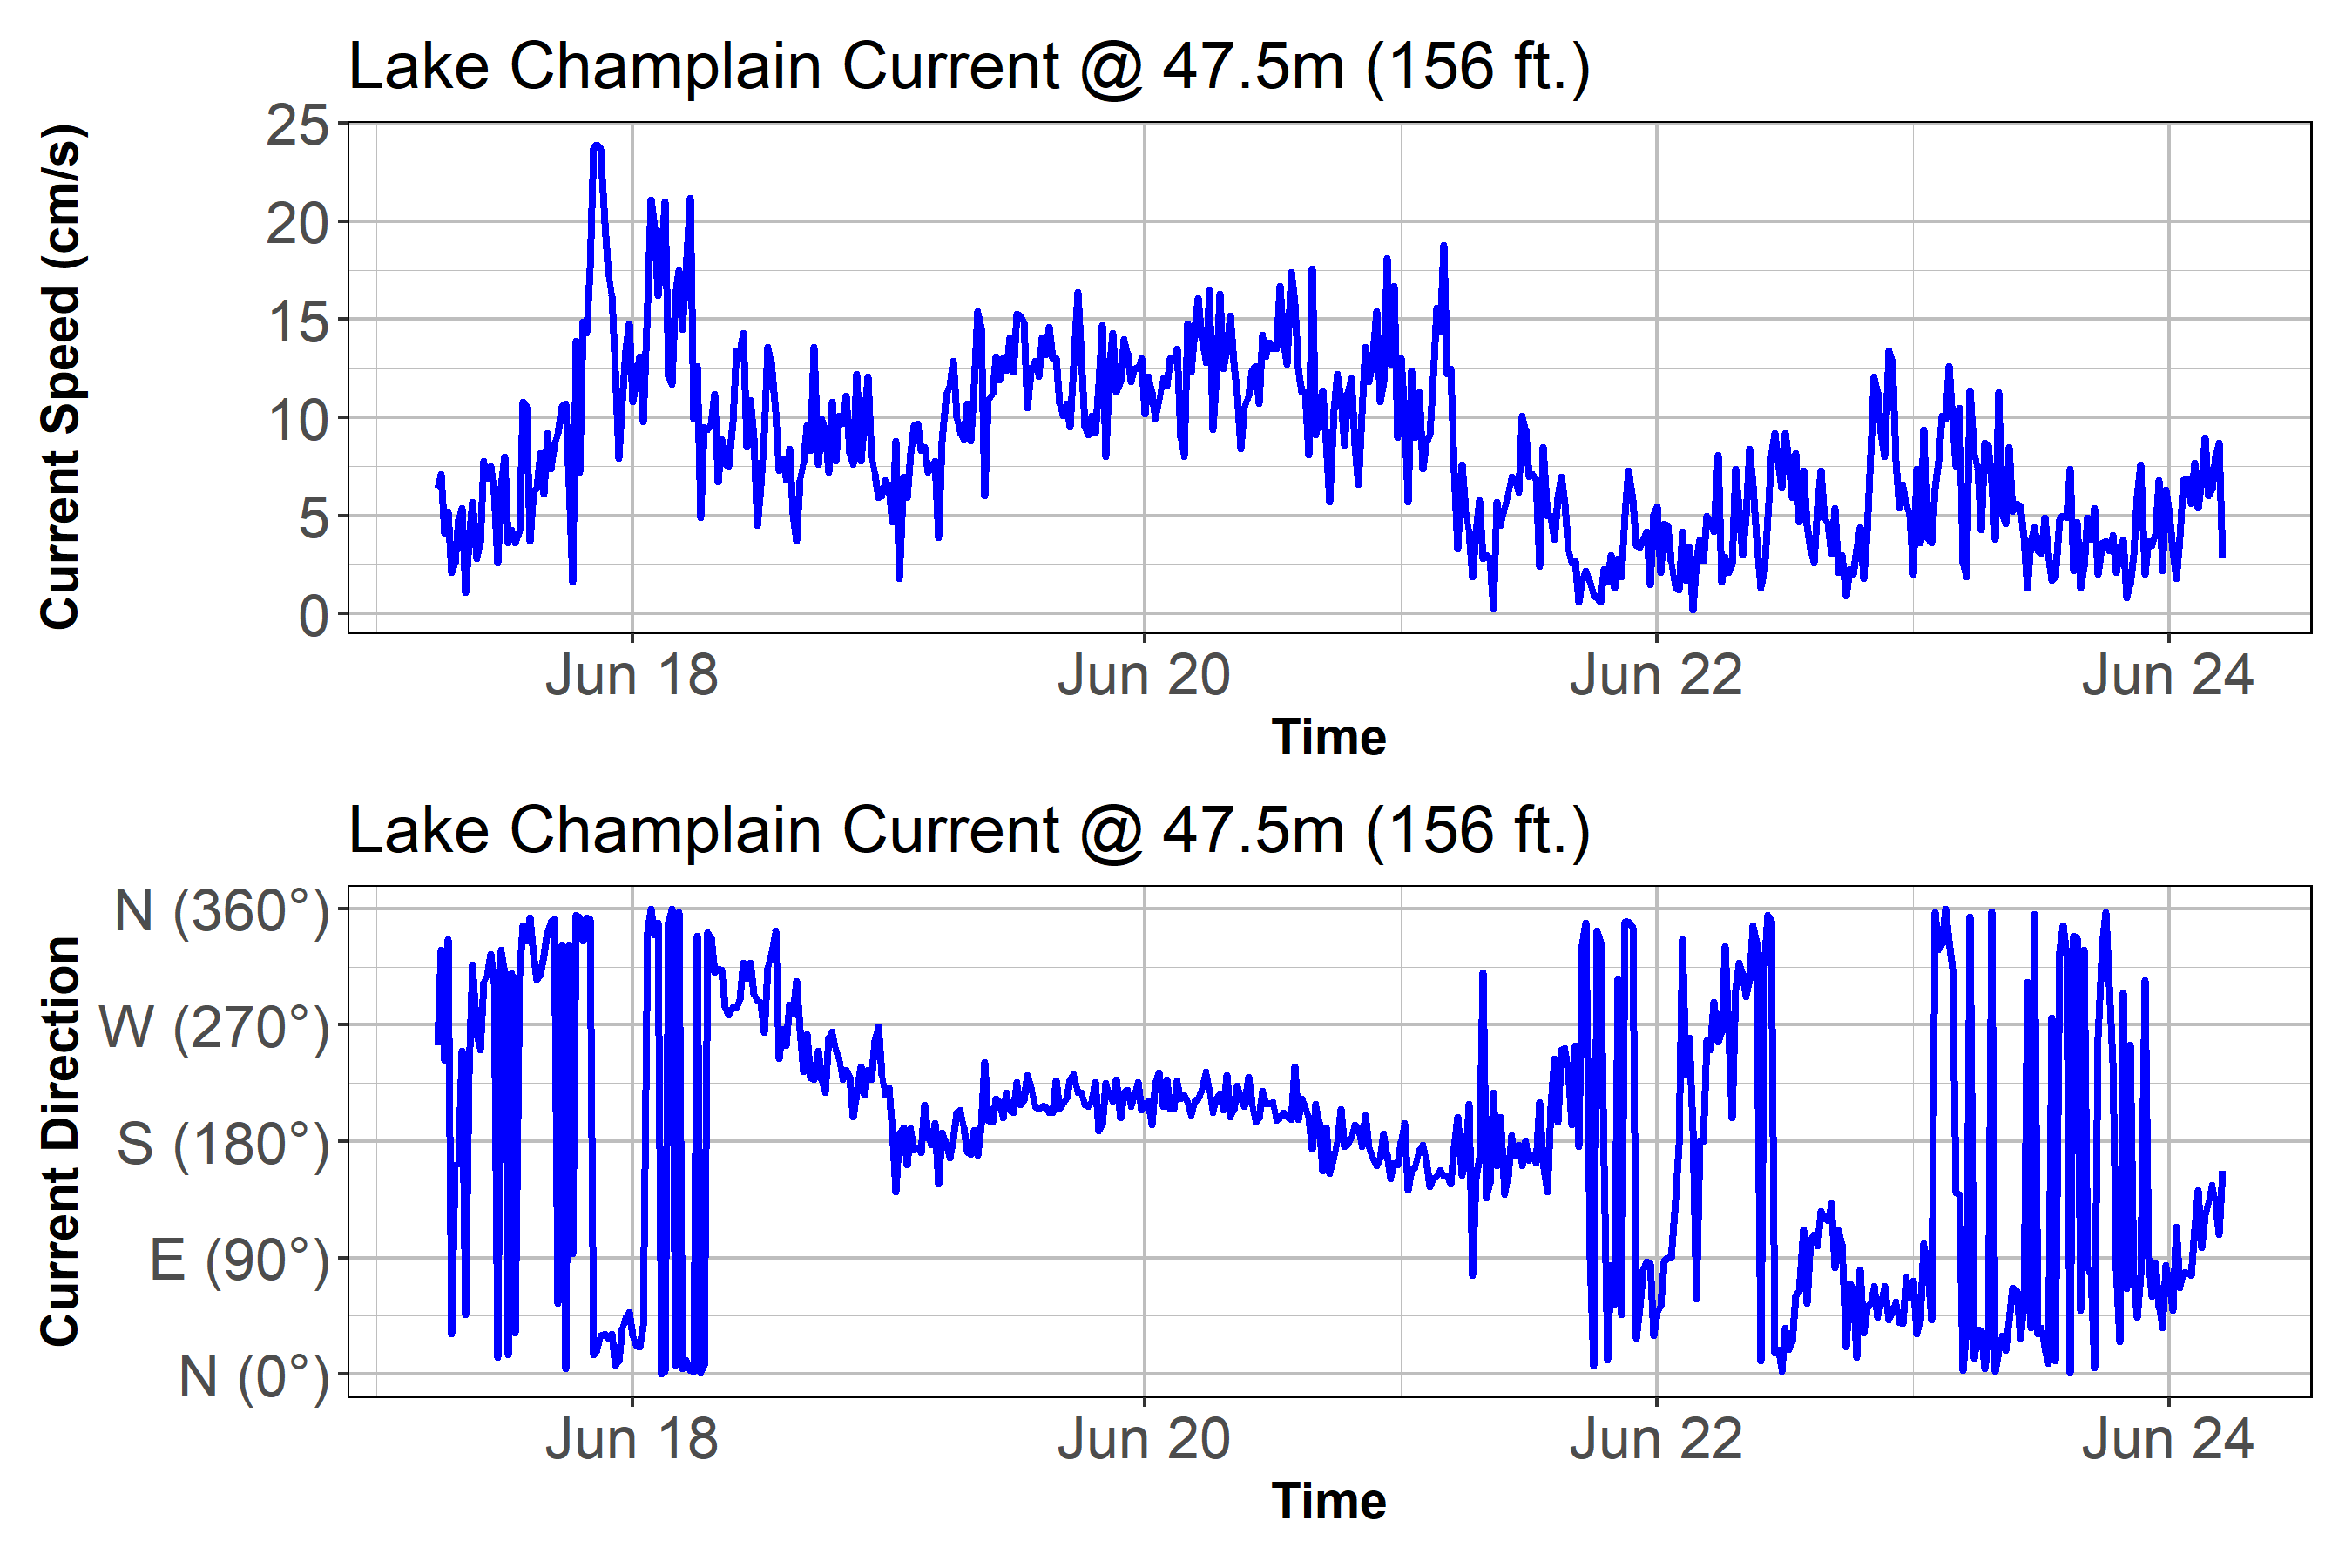 Lake Champlain Current @ 47.5m (156 ft.)
Current Speed (cm/s)
25
20
15
10
5
0
Jun 18 Jun 20 Jun 22 Jun 24
Time
Lake Champlain Current @ 47.5m (156 ft.)
Current Direction
N (360°)
W (270°)
S (180°)
E (90°)
N (0°)
Jun 18 Jun 20 Jun 22 Jun 24
Time